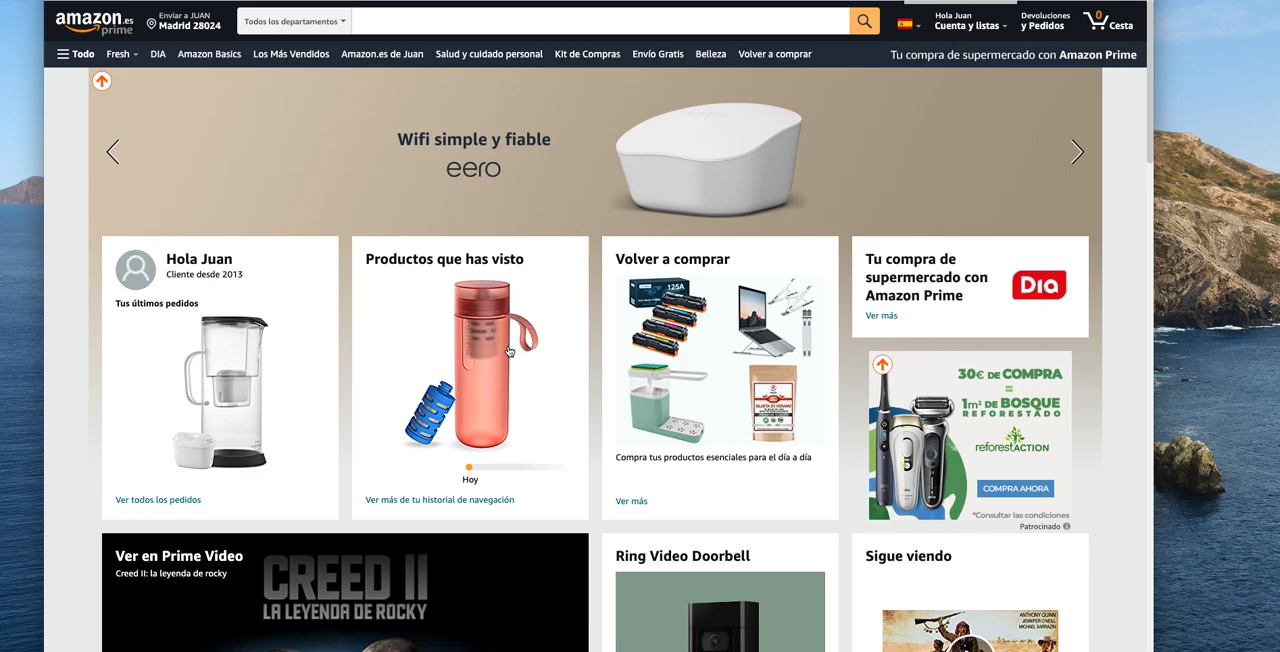 amazon.es
prime
Enviar a JUAN
Madrid 28024
Todos los departamentos
Hola Juan
Cuenta y listas
Devoluciones
y Pedidos
0
Cesta
Todo
Fresh
DIA
Amazon Basics
Los Más Vendidos
Amazon.es de Juan
Salud y cuidado personal
Kit de Compras
Envío Gratis
Belleza
Volver a comprar
Tu compra de supermercado con Amazon Prime
Wifi simple y fiable
eero
Hola Juan
Cliente desde 2013
Tus últimos pedidos
Ver todos los pedidos
Productos que has visto
Hoy
Ver más de tu historial de navegación
Volver a comprar
125A
Compra tus productos esenciales para el día a día
Ver más
Tu compra de
supermercado con
Amazon Prime
Dia
Ver más
30€ DE COMPRA
=
1m² DE BOSQUE
REFORESTADO
reforestACTION
COMPRA AHORA
*Consultar las condiciones
Patrocinado
Ver en Prime Video
Creed II: la leyenda de rocky
CREED II
LA LEYENDA DE ROCKY
Ring Video Doorbell
Sigue viendo
ANTHONY QUINN
JENNIFER O'NEILL
MICHAEL SARRAZIN